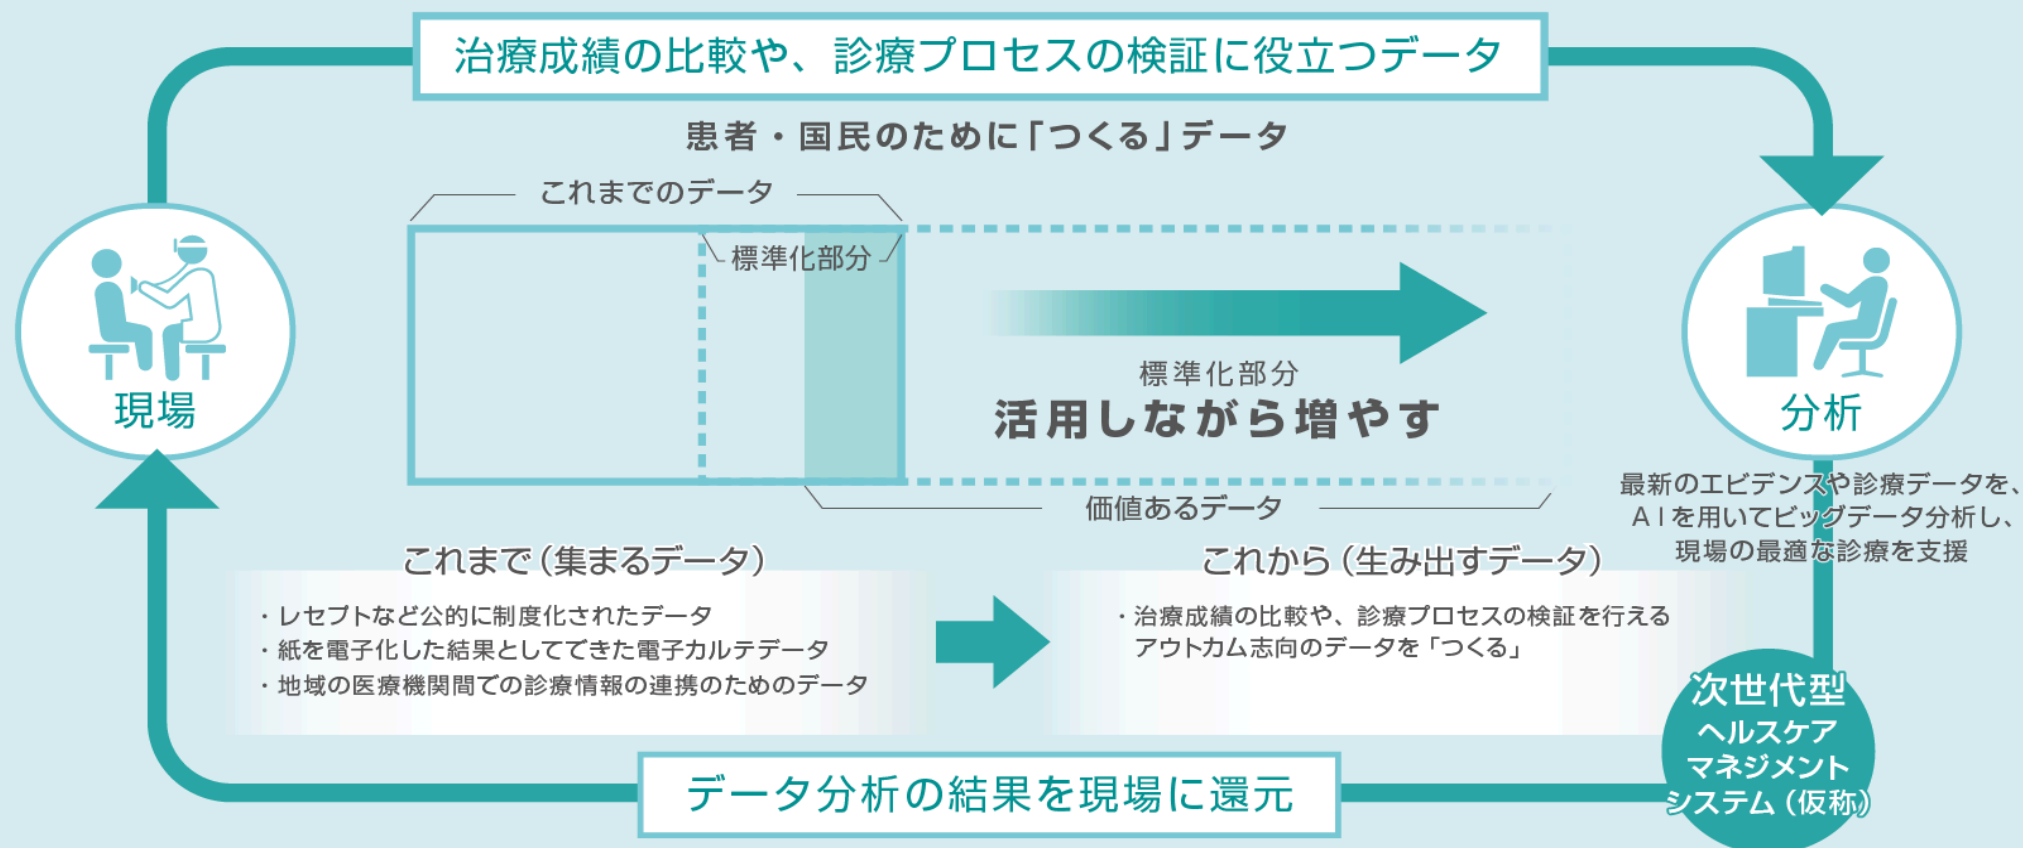 治療成績の比較や、診療プロセスの検証に役立つデータ
患者・国民のために「つくる」データ
これまでのデータ
標準化部分
標準化部分
活用しながら増やす
価値あるデータ
現場
分析
最新のエビデンスや診療データを、
AIを用いてビッグデータ分析し、
現場の最適な診療を支援
これまで(集まるデータ)
・レセプトなど公的に制度化されたデータ
・紙を電子化した結果としてできた電子カルテデータ
・地域の医療機関間での診療情報の連携のためのデータ
これから(生み出すデータ)
・治療成績の比較や、診療プロセスの検証を行える
アウトカム志向のデータを「つくる」
次世代型
ヘルスケア
マネジメント
システム(仮称)
データ分析の結果を現場に還元